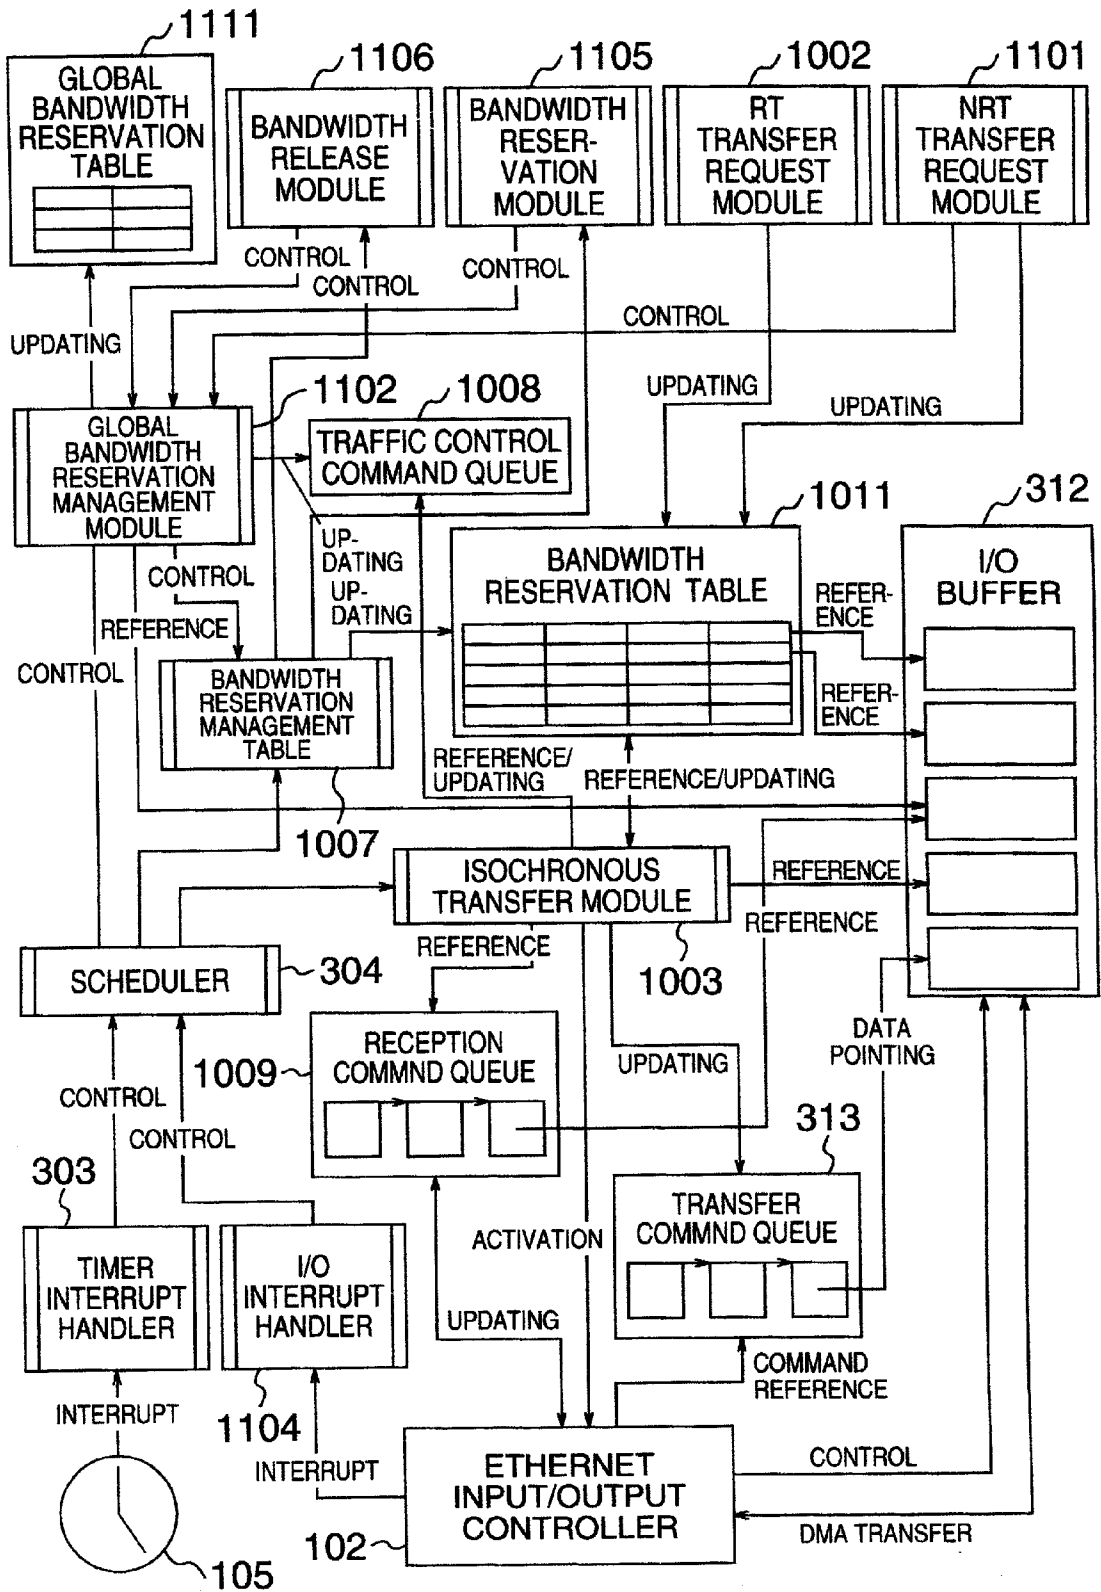 1111
GLOBAL
BANDWIDTH
RESERVATION
TABLE
1106
BANDWIDTH
RELEASE
MODULE
1105
BANDWIDTH
RESER-
VATION
MODULE
1002
RT
TRANSFER
REQUEST
MODULE
1101
NRT
TRANSFER
REQUEST
MODULE
CONTROL
CONTROL
CONTROL
CONTROL
UPDATING
UPDATING
UPDATING
1102
GLOBAL
BANDWIDTH
RESERVATION
MANAGEMENT
MODULE
1008
TRAFFIC CONTROL
COMMAND QUEUE
UP-
DATING
UP-
DATING
CONTROL
REFERENCE
CONTROL
1011
BANDWIDTH
RESERVATION TABLE
312
I/O
BUFFER
REFER-
ENCE
REFER-
ENCE
BANDWIDTH
RESERVATION
MANAGEMENT
TABLE
1007
REFERENCE/
UPDATING
REFERENCE/UPDATING
ISOCHRONOUS
TRANSFER MODULE
1003
REFERENCE
REFERENCE
REFERENCE
SCHEDULER
304
1009
RECEPTION
COMMND QUEUE
UPDATING
DATA
POINTING
CONTROL
CONTROL
303
TIMER
INTERRUPT
HANDLER
I/O
INTERRUPT
HANDLER
1104
313
TRANSFER
COMMND QUEUE
ACTIVATION
UPDATING
COMMAND
REFERENCE
INTERRUPT
INTERRUPT
105
ETHERNET
INPUT/OUTPUT
CONTROLLER
102
CONTROL
DMA TRANSFER